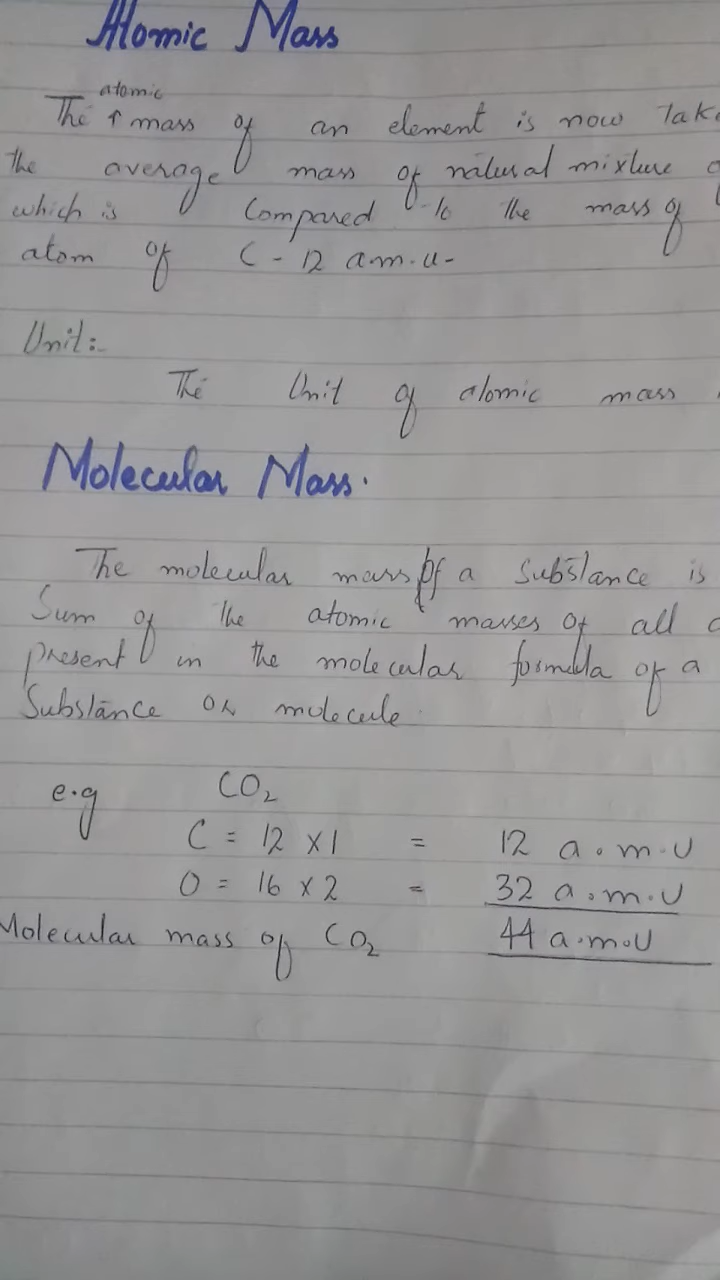 Atomic Mass
atomic
The ↑ mass of an element is now
the average mass of natural mixture
which is Compared to the mass of
atom of C - 12 a.m.u-
Unit:-
The Unit of atomic mass
Molecular Mass.
The molecular mass of a Substance is
Sum of the atomic masses of all
present in the molecular formula of a
Substance or molecule.
e.g CO₂
C = 12 X 1 = 12 a.m.U
O = 16 X 2 = 32 a.m.U
Molecular mass of CO₂ 44 a.m.U